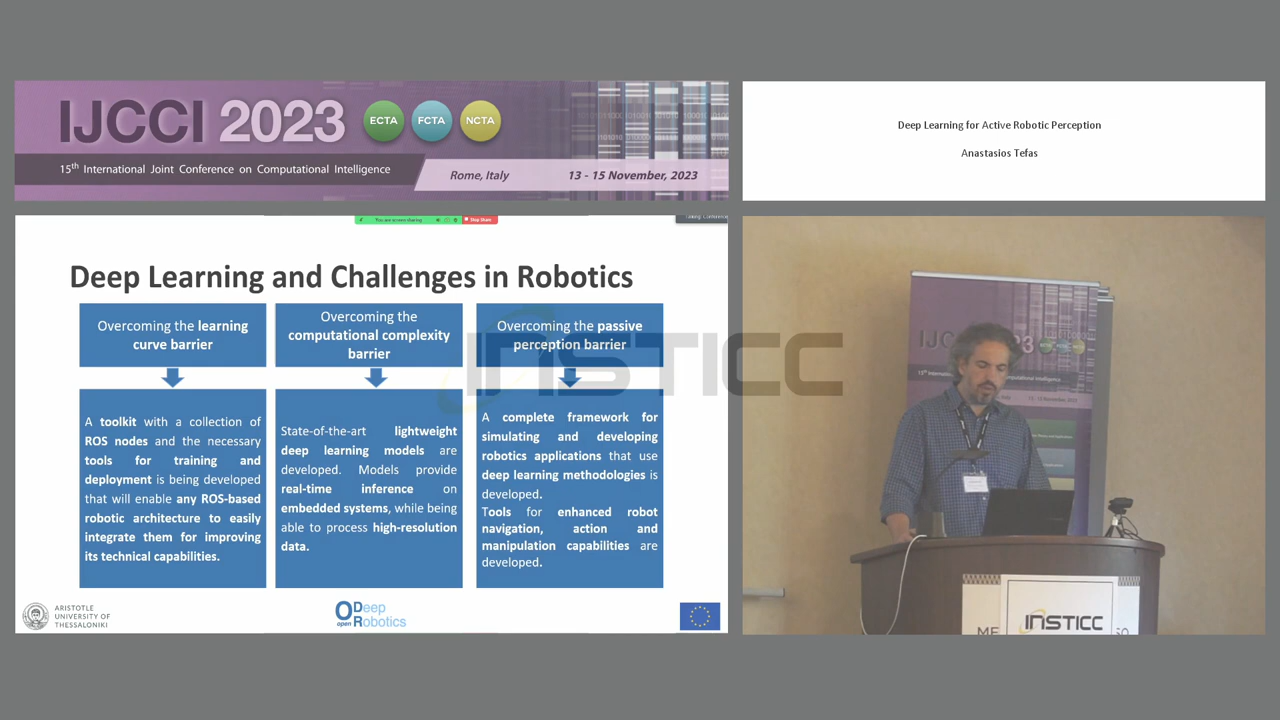 IJCCI 2023
ECTA
FCTA
NCTA
15th International Joint Conference on Computational Intelligence
Rome, Italy
13 - 15 November, 2023
Deep Learning for Active Robotic Perception
Anastasios Tefas
You are screen sharing
Stop Share
Deep Learning and Challenges in Robotics
Overcoming the learning
curve barrier
Overcoming the
computational complexity
barrier
Overcoming the passive
perception barrier
A toolkit with a collection of
ROS nodes and the necessary
tools for training and
deployment is being developed
that will enable any ROS-based
robotic architecture to easily
integrate them for improving
its technical capabilities.
State-of-the-art lightweight
deep learning models are
developed. Models provide
real-time inference on
embedded systems, while being
able to process high-resolution
data.
A complete framework for
simulating and developing
robotics applications that use
deep learning methodologies is
developed.
Tools for enhanced robot
navigation, action and
manipulation capabilities are
developed.
ARISTOTLE
UNIVERSITY OF
THESSALONIKI
Open Deep
Robotics
INSTICC
IJCCI
INSTICC